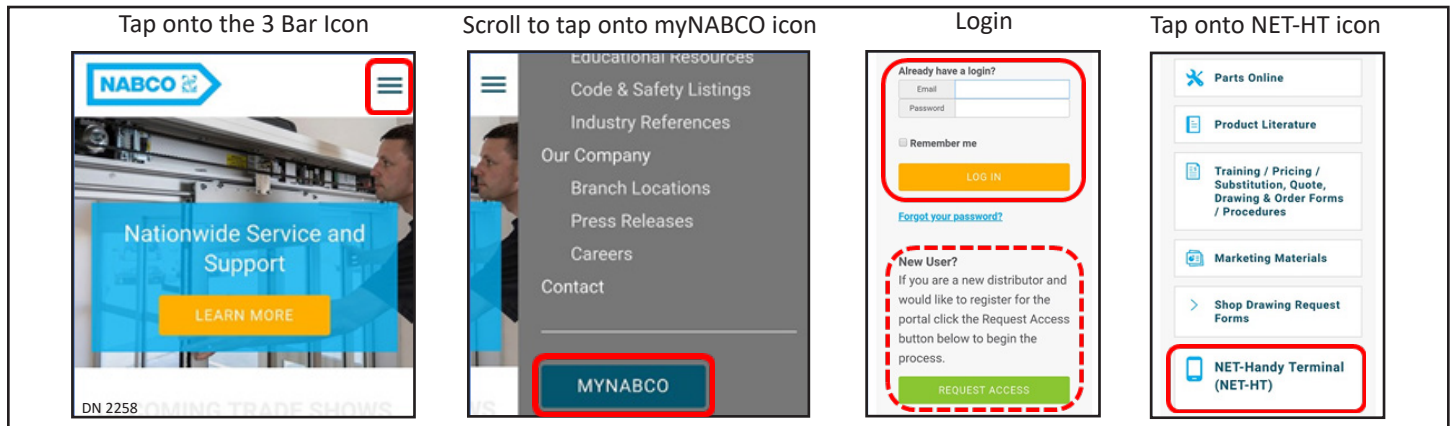 Tap onto the 3 Bar Icon
NABCO
Nationwide Service and
Support
LEARN MORE
DN 2258
COMING TRADE SHOWS
Scroll to tap onto myNABCO icon
Educational Resources
Code & Safety Listings
Industry References
Our Company
Branch Locations
Press Releases
Careers
Contact
MYNABCO
WS
Login
Already have a login?
Email
Password
Remember me
LOG IN
Forgot your password?
New User?
If you are a new distributor and
would like to register for the
portal click the Request Access
button below to begin the
process.
REQUEST ACCESS
Tap onto NET-HT icon
Parts Online
Product Literature
Training / Pricing /
Substitution, Quote,
Drawing & Order Forms
/ Procedures
Marketing Materials
Shop Drawing Request
Forms
NET-Handy Terminal
(NET-HT)